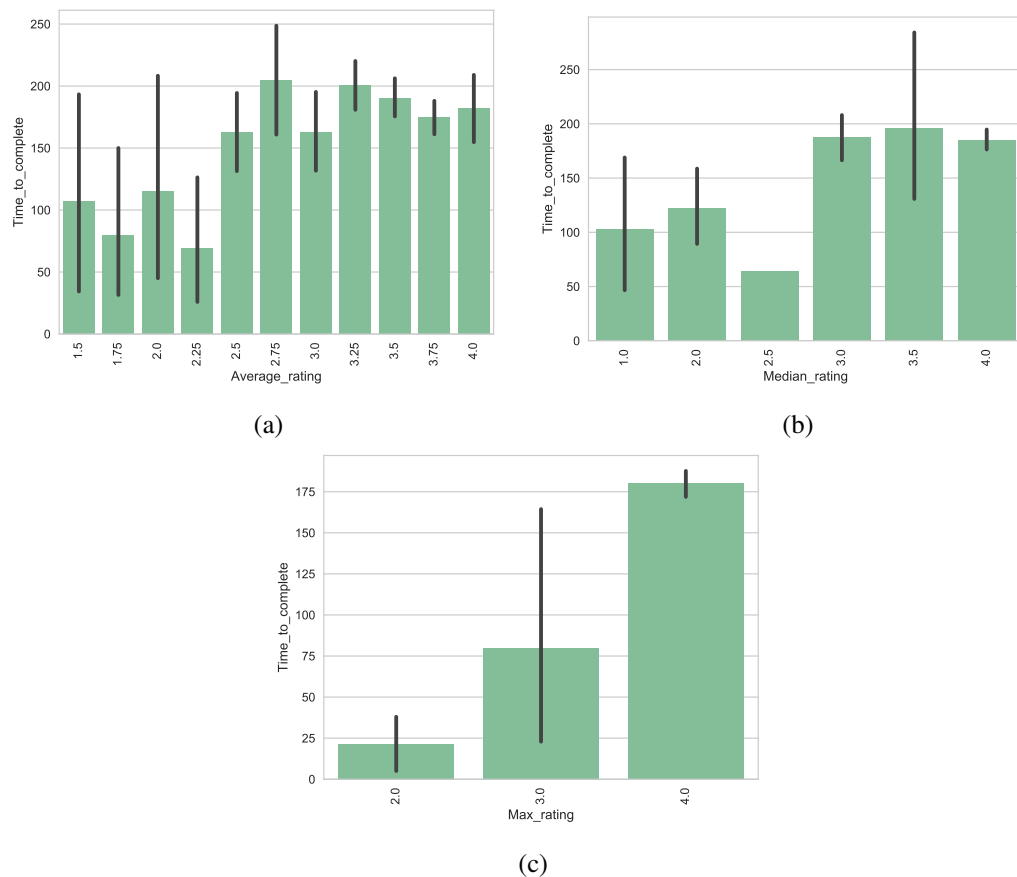 250
200
150
100
50
0
Time_to_complete
1.5 1.75 2.0 2.25 2.5 2.75 3.0 3.25 3.5 3.75 4.0
Average_rating
(a)
250
200
150
100
50
0
Time_to_complete
1.0 2.0 2.5 3.0 3.5 4.0
Median_rating
(b)
175
150
125
100
75
50
25
0
Time_to_complete
2.0 3.0 4.0
Max_rating
(c)